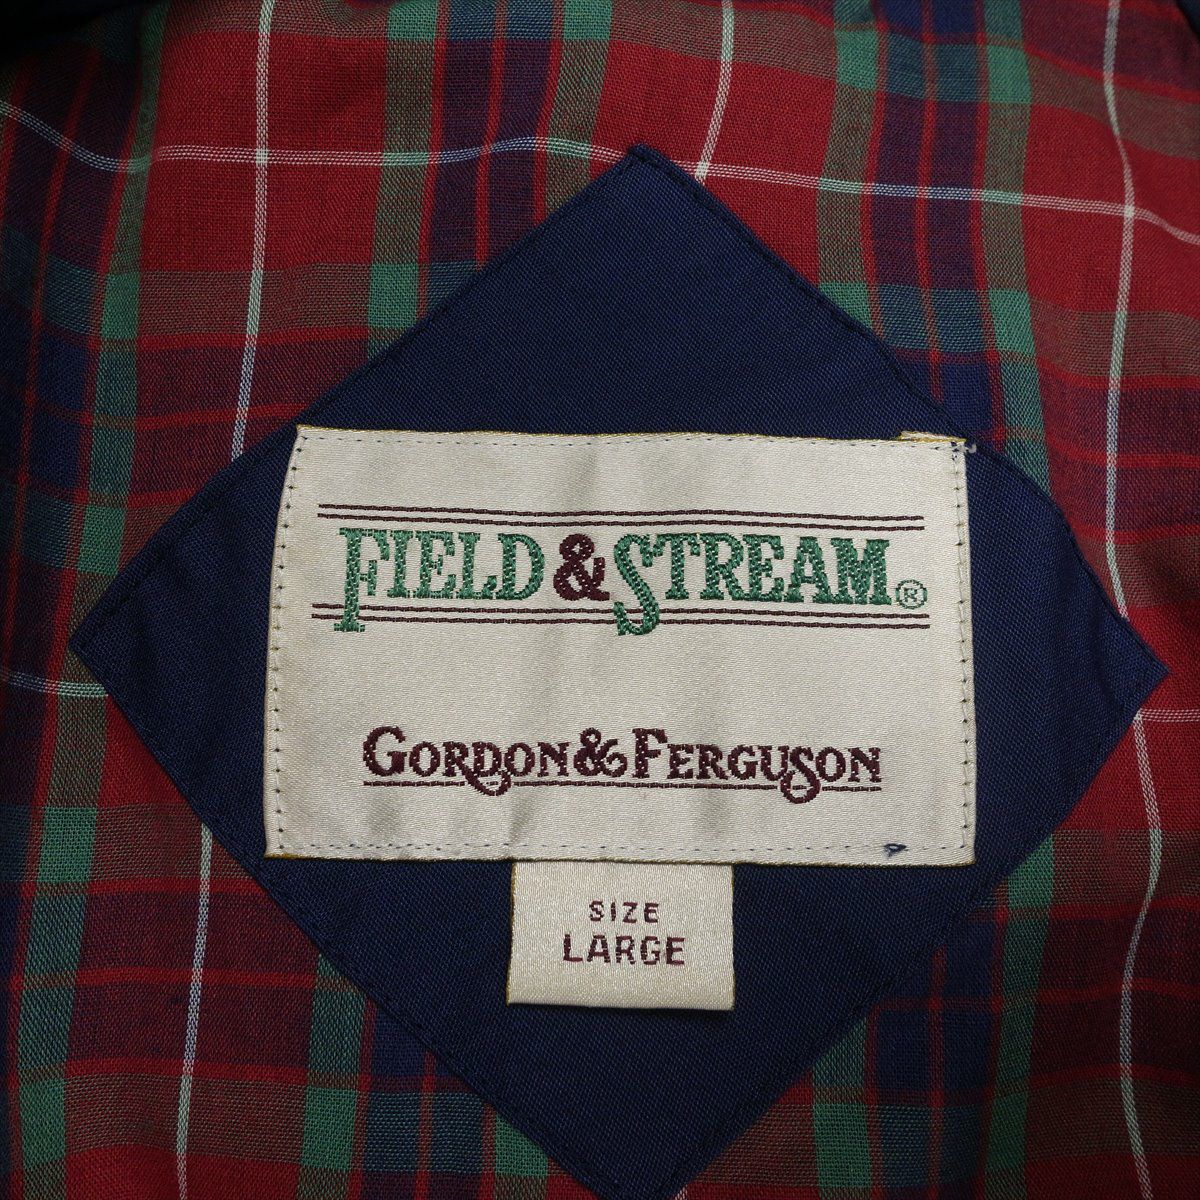 FIELD & STREAM®
GORDON & FERGUSON
SIZE
LARGE